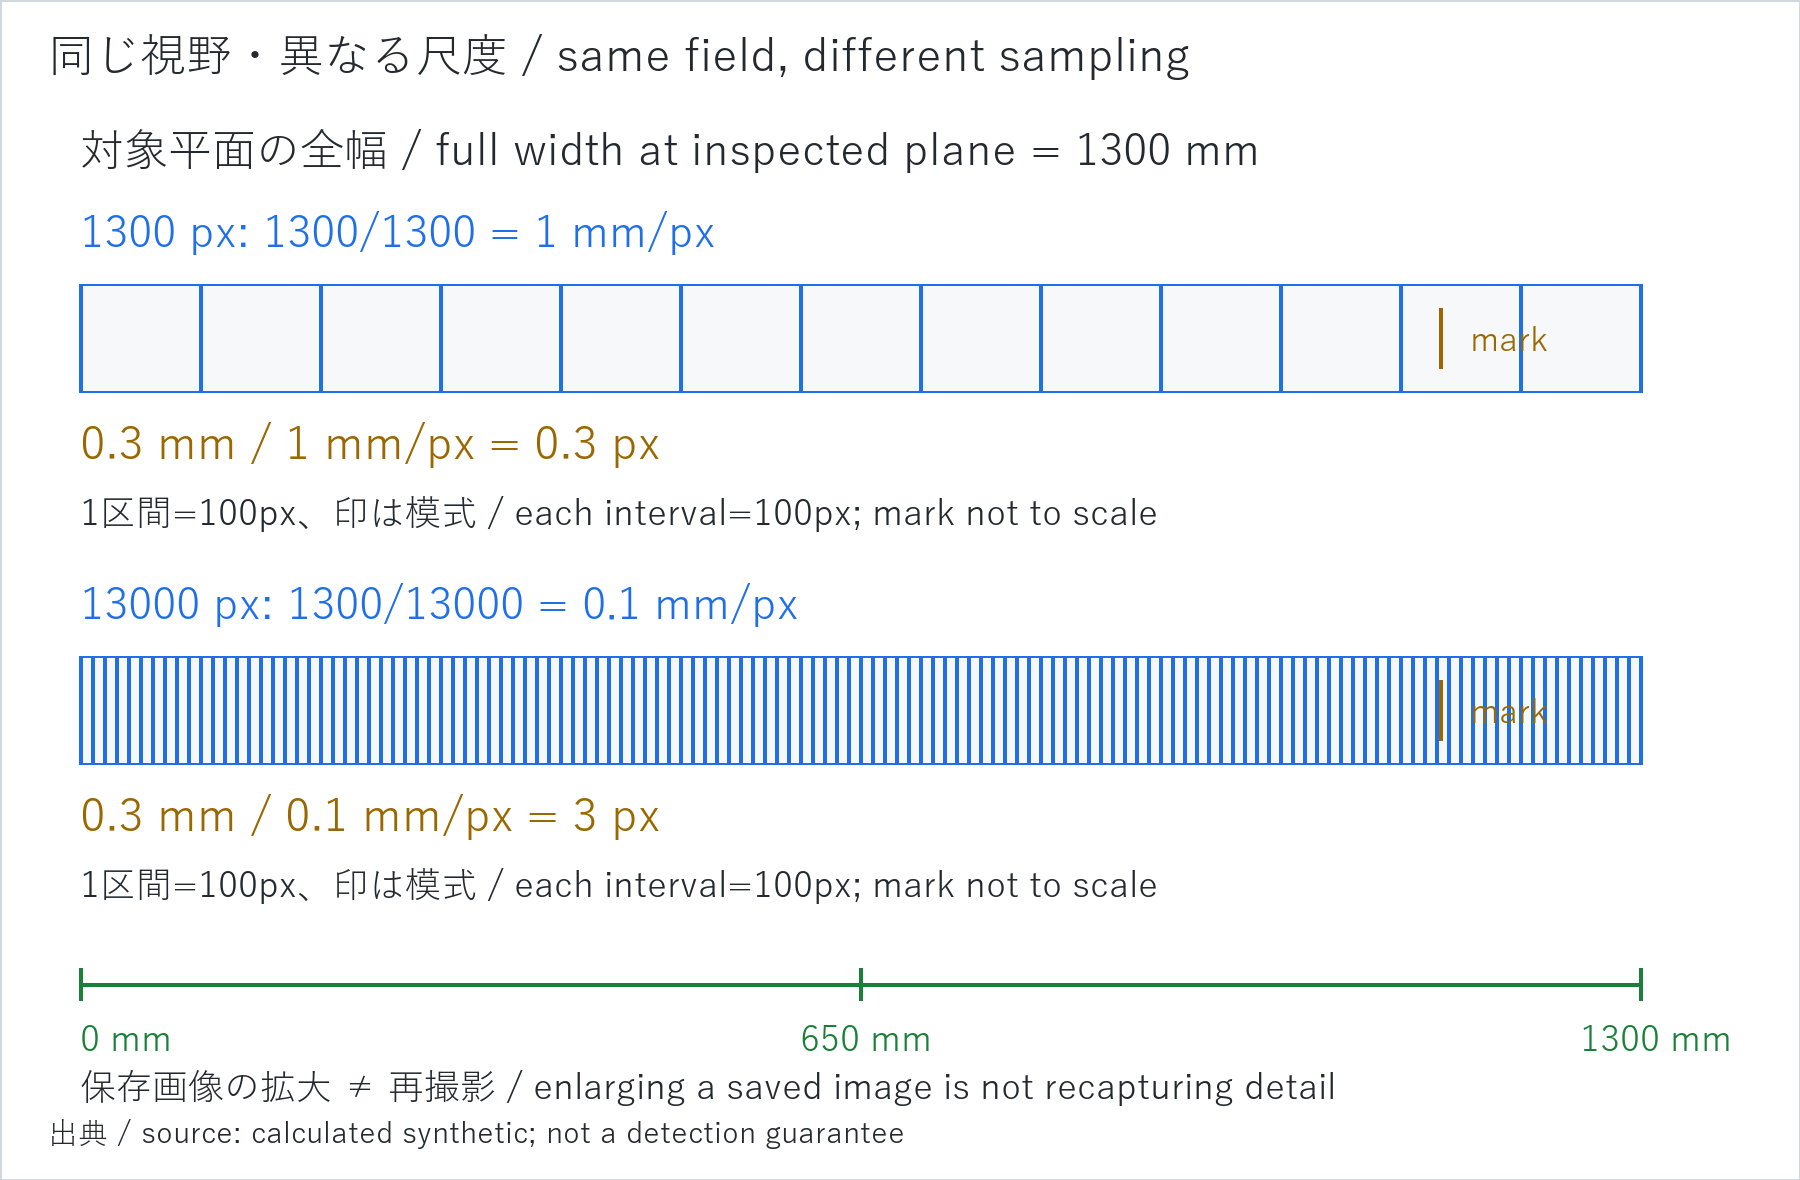 同じ視野・異なる尺度 / same field, different sampling
対象平面の全幅 / full width at inspected plane = 1300 mm
1300 px: 1300/1300 = 1 mm/px
mark
0.3 mm / 1 mm/px = 0.3 px
1区間=100px、印は模式 / each interval=100px; mark not to scale
13000 px: 1300/13000 = 0.1 mm/px
mark
0.3 mm / 0.1 mm/px = 3 px
1区間=100px、印は模式 / each interval=100px; mark not to scale
0 mm 650 mm 1300 mm
保存画像の拡大 ≠ 再撮影 / enlarging a saved image is not recapturing detail
出典 / source: calculated synthetic; not a detection guarantee